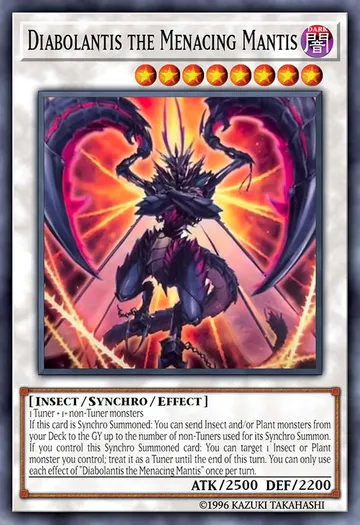 DIABOLANTIS THE MENACING MANTIS
DARK
闇
[INSECT/SYNCHRO/EFFECT]
1 Tuner + 1+ non-Tuner monsters
If this card is Synchro Summoned: You can send Insect and/or Plant monsters from
your Deck to the GY up to the number of non-Tuners used for its Synchro Summon.
If you control this Synchro Summoned card: You can target 1 Insect or Plant
monster you control; treat it as a Tuner until the end of this turn. You can only use
each effect of "Diabolantis the Menacing Mantis" once per turn.
ATK/2500 DEF/2200
©1996 KAZUKI TAKAHASHI